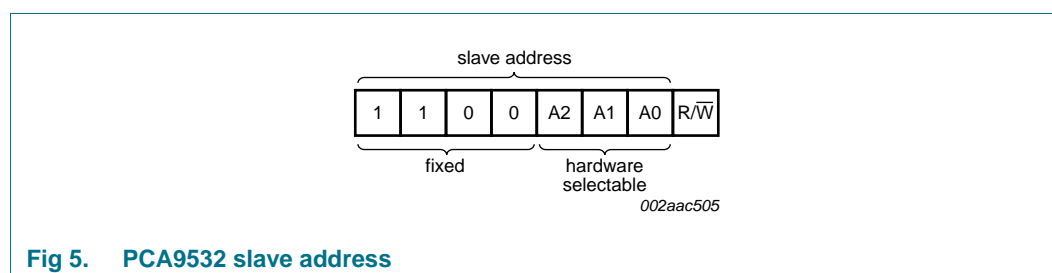 slave address
1 1 0 0 A2 A1 A0 R/W̅
fixed hardware
selectable
002aac505
Fig 5. PCA9532 slave address